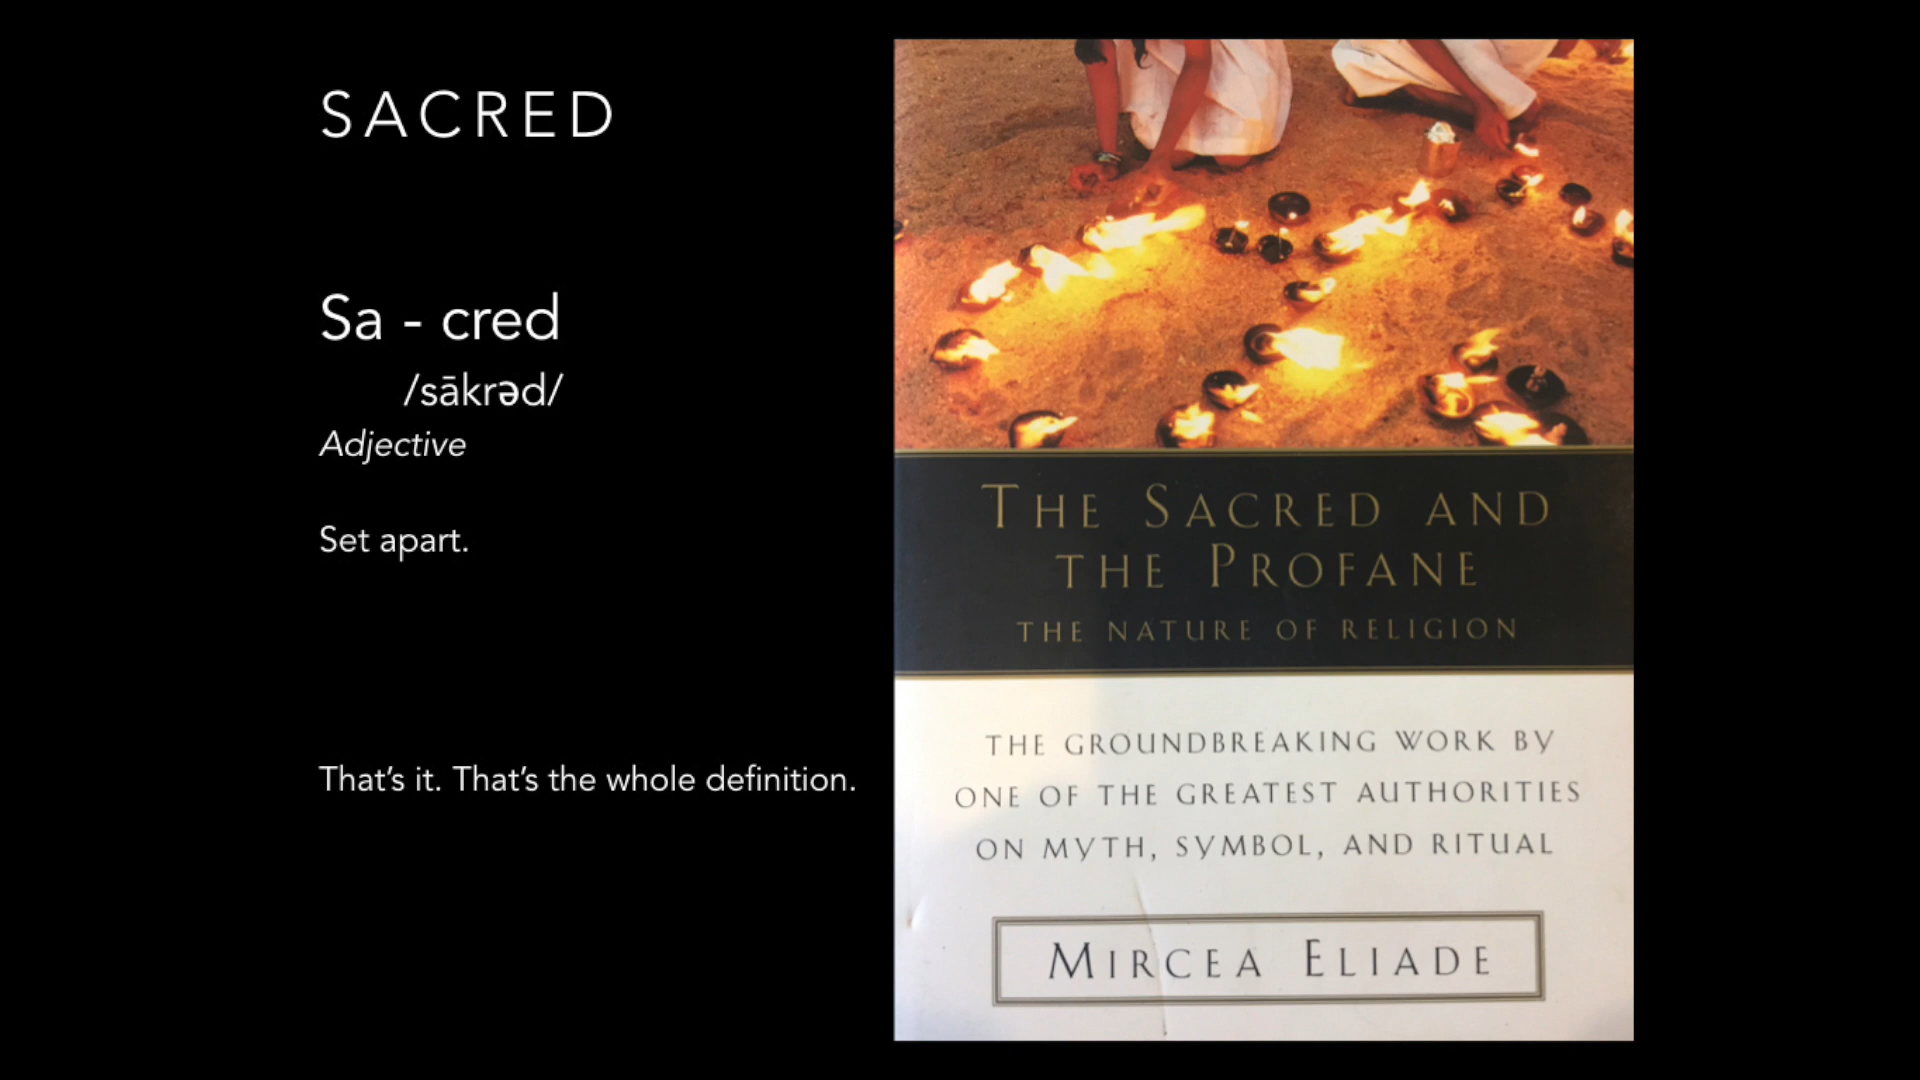 SACRED
Sa - cred
/sākrəd/
Adjective
Set apart.
That's it. That's the whole definition.
THE SACRED AND
THE PROFANE
THE NATURE OF RELIGION
THE GROUNDBREAKING WORK BY
ONE OF THE GREATEST AUTHORITIES
ON MYTH, SYMBOL, AND RITUAL
MIRCEA ELIADE